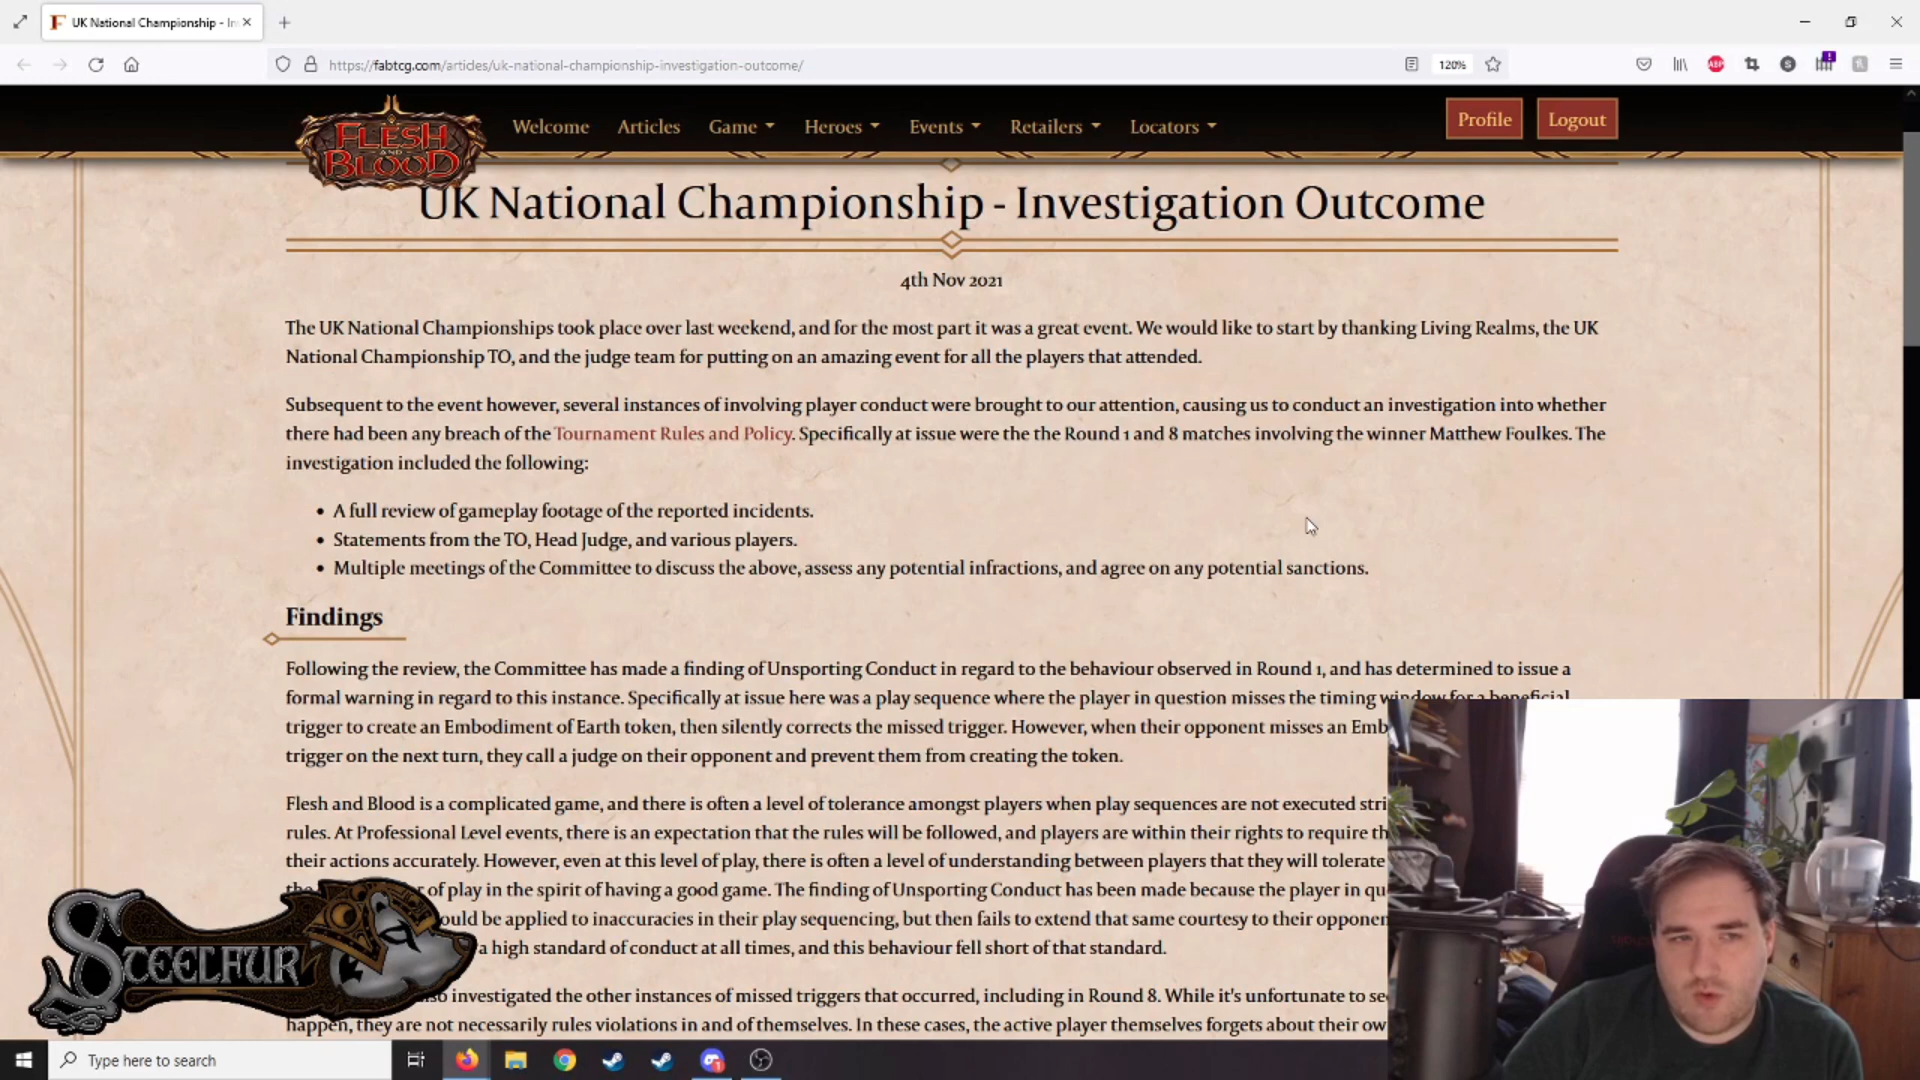 UK National Championship - In
https://fabtcg.com/articles/uk-national-championship-investigation-outcome/
120%
ABP
FLESH
AND
BLOOD
Welcome
Articles
Game
Heroes
Events
Retailers
Locators
Profile
Logout
UK National Championship - Investigation Outcome
4th Nov 2021
The UK National Championships took place over last weekend, and for the most part it was a great event. We would like to start by thanking Living Realms, the UK
National Championship TO, and the judge team for putting on an amazing event for all the players that attended.
Subsequent to the event however, several instances of involving player conduct were brought to our attention, causing us to conduct an investigation into whether
there had been any breach of the Tournament Rules and Policy. Specifically at issue were the the Round 1 and 8 matches involving the winner Matthew Foulkes. The
investigation included the following:
• A full review of gameplay footage of the reported incidents.
• Statements from the TO, Head Judge, and various players.
• Multiple meetings of the Committee to discuss the above, assess any potential infractions, and agree on any potential sanctions.
Findings
Following the review, the Committee has made a finding of Unsporting Conduct in regard to the behaviour observed in Round 1, and has determined to issue a
formal warning in regard to this instance. Specifically at issue here was a play sequence where the player in question misses the timing window for a beneficial
trigger to create an Embodiment of Earth token, then silently corrects the missed trigger. However, when their opponent misses an Emb
trigger on the next turn, they call a judge on their opponent and prevent them from creating the token.
Flesh and Blood is a complicated game, and there is often a level of tolerance amongst players when play sequences are not executed stri
rules. At Professional Level events, there is an expectation that the rules will be followed, and players are within their rights to require th
their actions accurately. However, even at this level of play, there is often a level of understanding between players that they will tolerate
of play in the spirit of having a good game. The finding of Unsporting Conduct has been made because the player in qu
ould be applied to inaccuracies in their play sequencing, but then fails to extend that same courtesy to their opponen
a high standard of conduct at all times, and this behaviour fell short of that standard.
so investigated the other instances of missed triggers that occurred, including in Round 8. While it's unfortunate to se
happen, they are not necessarily rules violations in and of themselves. In these cases, the active player themselves forgets about their ow
STEELFUR
Type here to search